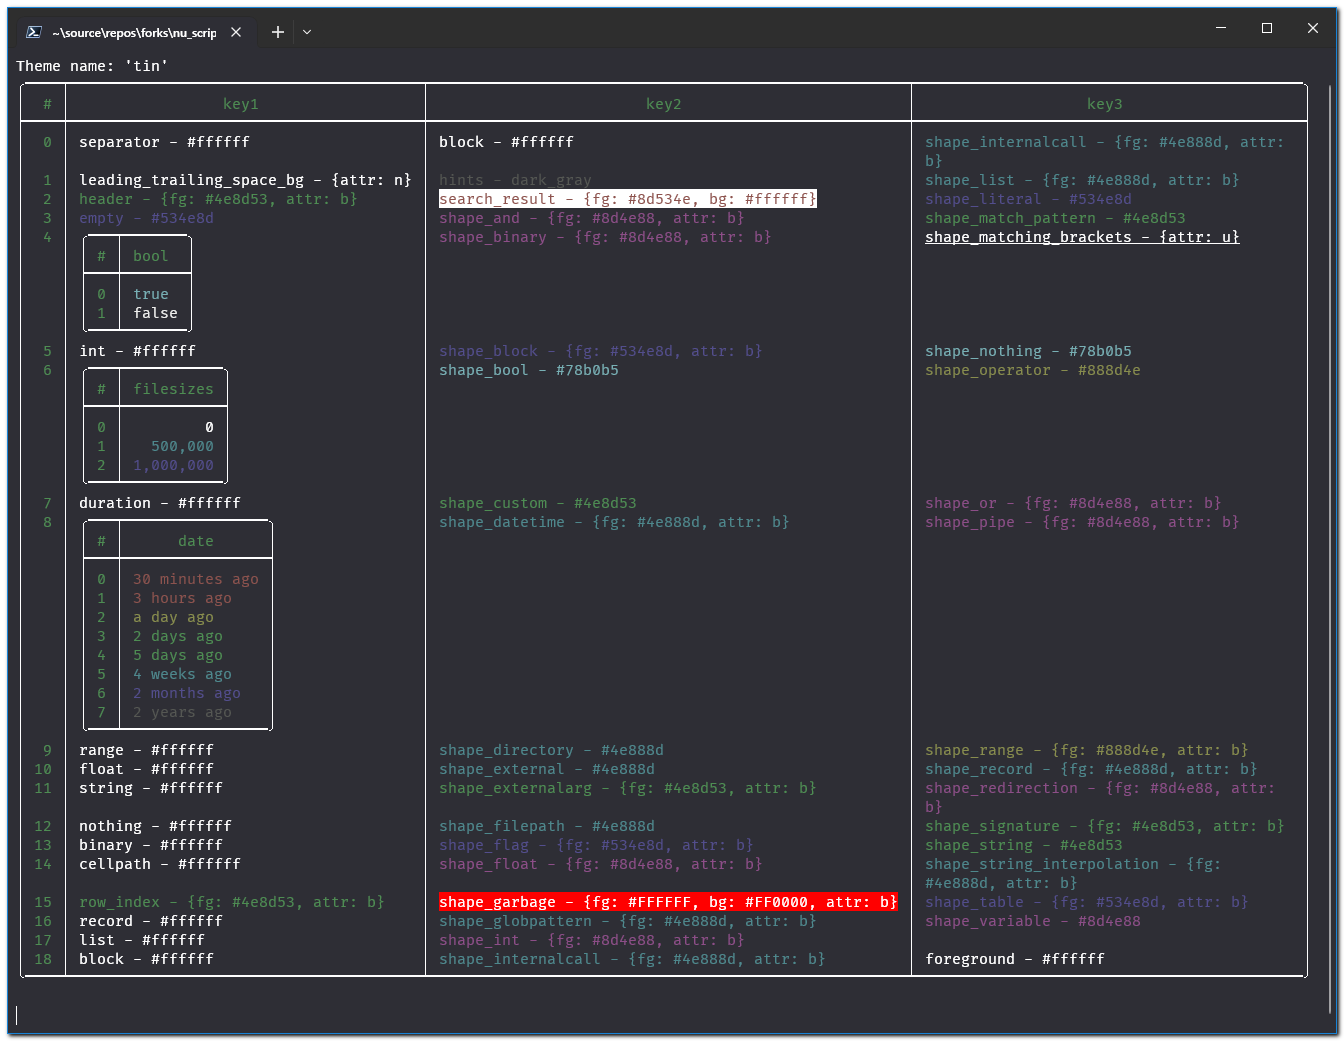 ~\source\repos\forks\nu_scrip
Theme name: 'tin'
# key1 key2 key3
0 separator - #ffffff block - #ffffff shape_internalcall - {fg: #4e888d, attr:
b}
1 leading_trailing_space_bg - {attr: n} hints - dark_gray shape_list - {fg: #4e888d, attr: b}
2 header - {fg: #4e8d53, attr: b} search_result - {fg: #8d534e, bg: #ffffff} shape_literal - #534e8d
3 empty - #534e8d shape_and - {fg: #8d4e88, attr: b} shape_match_pattern - #4e8d53
4 shape_binary - {fg: #8d4e88, attr: b} shape_matching_brackets - {attr: u}
# bool
0 true
1 false
5 int - #ffffff shape_block - {fg: #534e8d, attr: b} shape_nothing - #78b0b5
6 shape_bool - #78b0b5 shape_operator - #888d4e
# filesizes
0 0
1 500,000
2 1,000,000
7 duration - #ffffff shape_custom - #4e8d53 shape_or - {fg: #8d4e88, attr: b}
8 shape_datetime - {fg: #4e888d, attr: b} shape_pipe - {fg: #8d4e88, attr: b}
# date
0 30 minutes ago
1 3 hours ago
2 a day ago
3 2 days ago
4 5 days ago
5 4 weeks ago
6 2 months ago
7 2 years ago
9 range - #ffffff shape_directory - #4e888d shape_range - {fg: #888d4e, attr: b}
10 float - #ffffff shape_external - #4e888d shape_record - {fg: #4e888d, attr: b}
11 string - #ffffff shape_externalarg - {fg: #4e8d53, attr: b} shape_redirection - {fg: #8d4e88, attr:
b}
12 nothing - #ffffff shape_filepath - #4e888d shape_signature - {fg: #4e8d53, attr: b}
13 binary - #ffffff shape_flag - {fg: #534e8d, attr: b} shape_string - #4e8d53
14 cellpath - #ffffff shape_float - {fg: #8d4e88, attr: b} shape_string_interpolation - {fg:
#4e888d, attr: b}
15 row_index - {fg: #4e8d53, attr: b} shape_garbage - {fg: #FFFFFF, bg: #FF0000, attr: b} shape_table - {fg: #534e8d, attr: b}
16 record - #ffffff shape_globpattern - {fg: #4e888d, attr: b} shape_variable - #8d4e88
17 list - #ffffff shape_int - {fg: #8d4e88, attr: b}
18 block - #ffffff shape_internalcall - {fg: #4e888d, attr: b} foreground - #ffffff